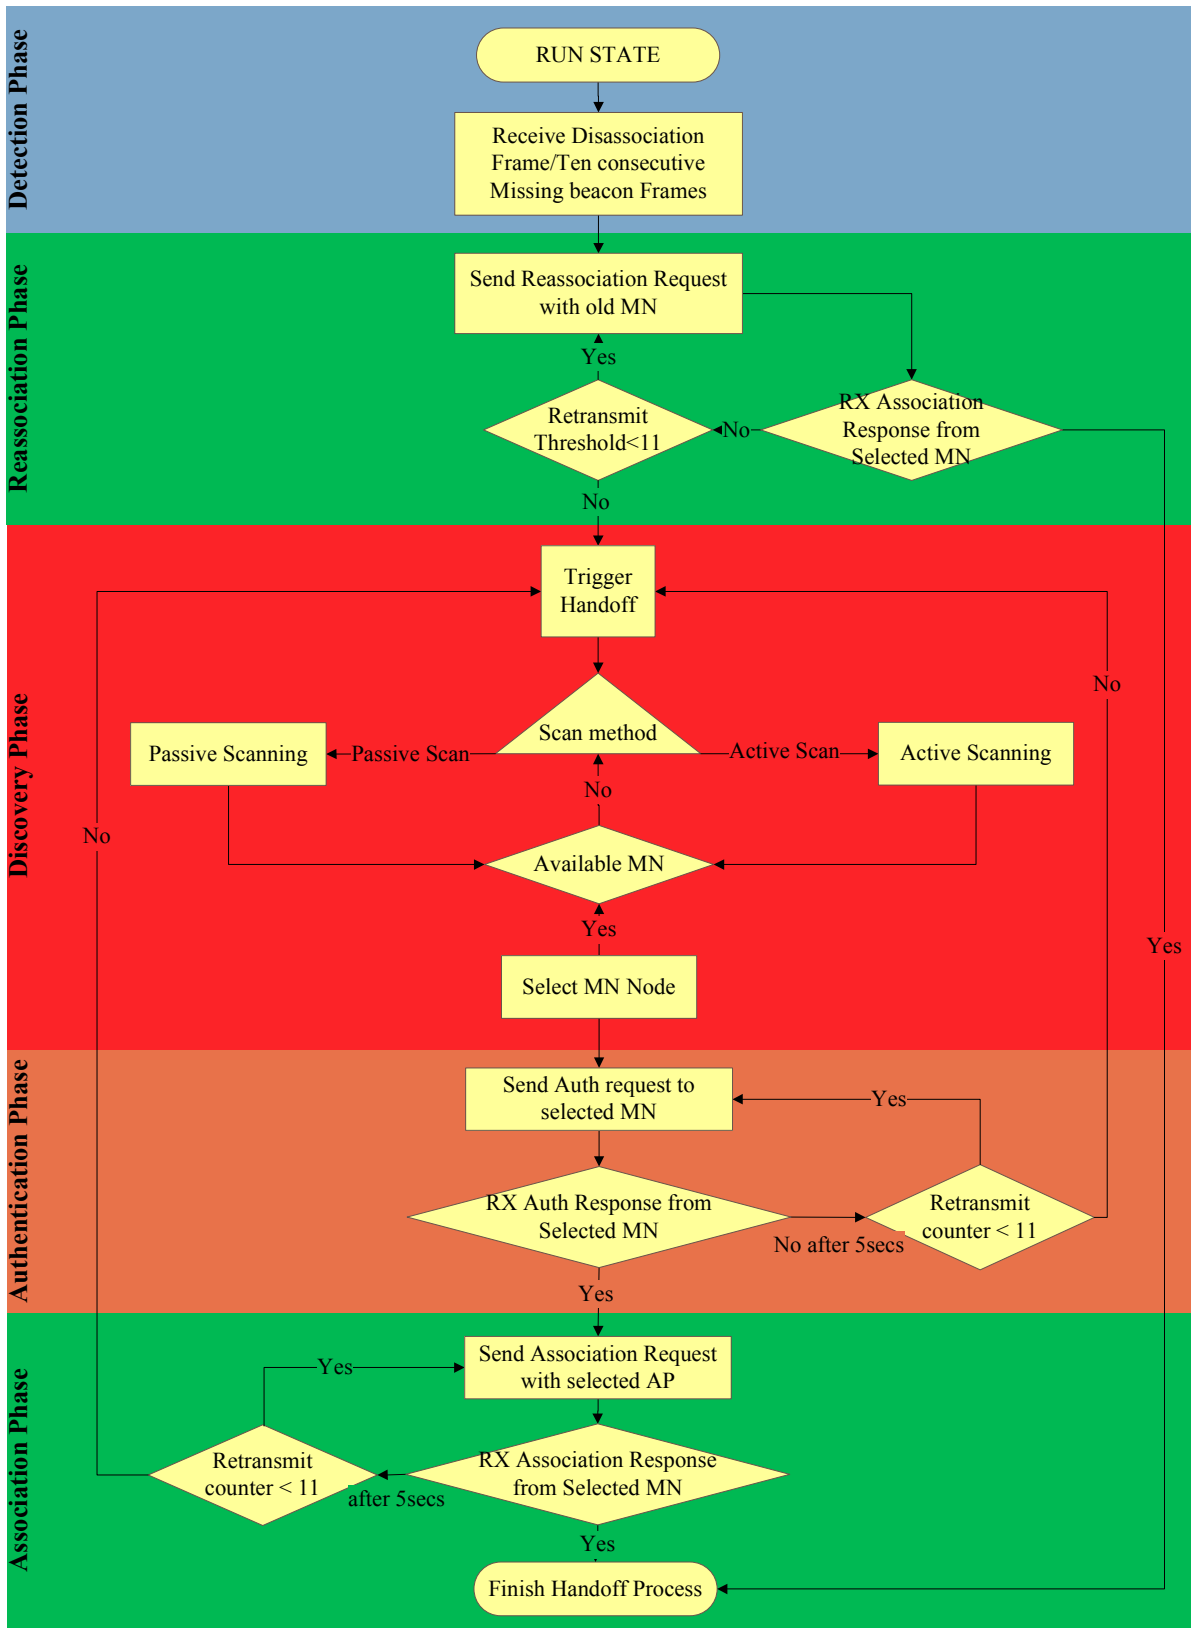 Detection Phase
RUN STATE
Receive Disassociation
Frame/Ten consecutive
Missing beacon Frames
Reassociation Phase
Send Reassociation Request
with old MN
Yes
Retransmit
Threshold<11
No
RX Association
Response from
Selected MN
No
Discovery Phase
Trigger
Handoff
No
Scan method
Passive Scanning
Passive Scan
Active Scan
Active Scanning
No
No
Available MN
Yes
Yes
Select MN Node
Authentication Phase
Send Auth request to
selected MN
Yes
RX Auth Response from
Selected MN
No after 5secs
Retransmit
counter < 11
Yes
Association Phase
Send Association Request
with selected AP
Yes
Retransmit
counter < 11
after 5secs
RX Association Response
from Selected MN
Yes
Finish Handoff Process